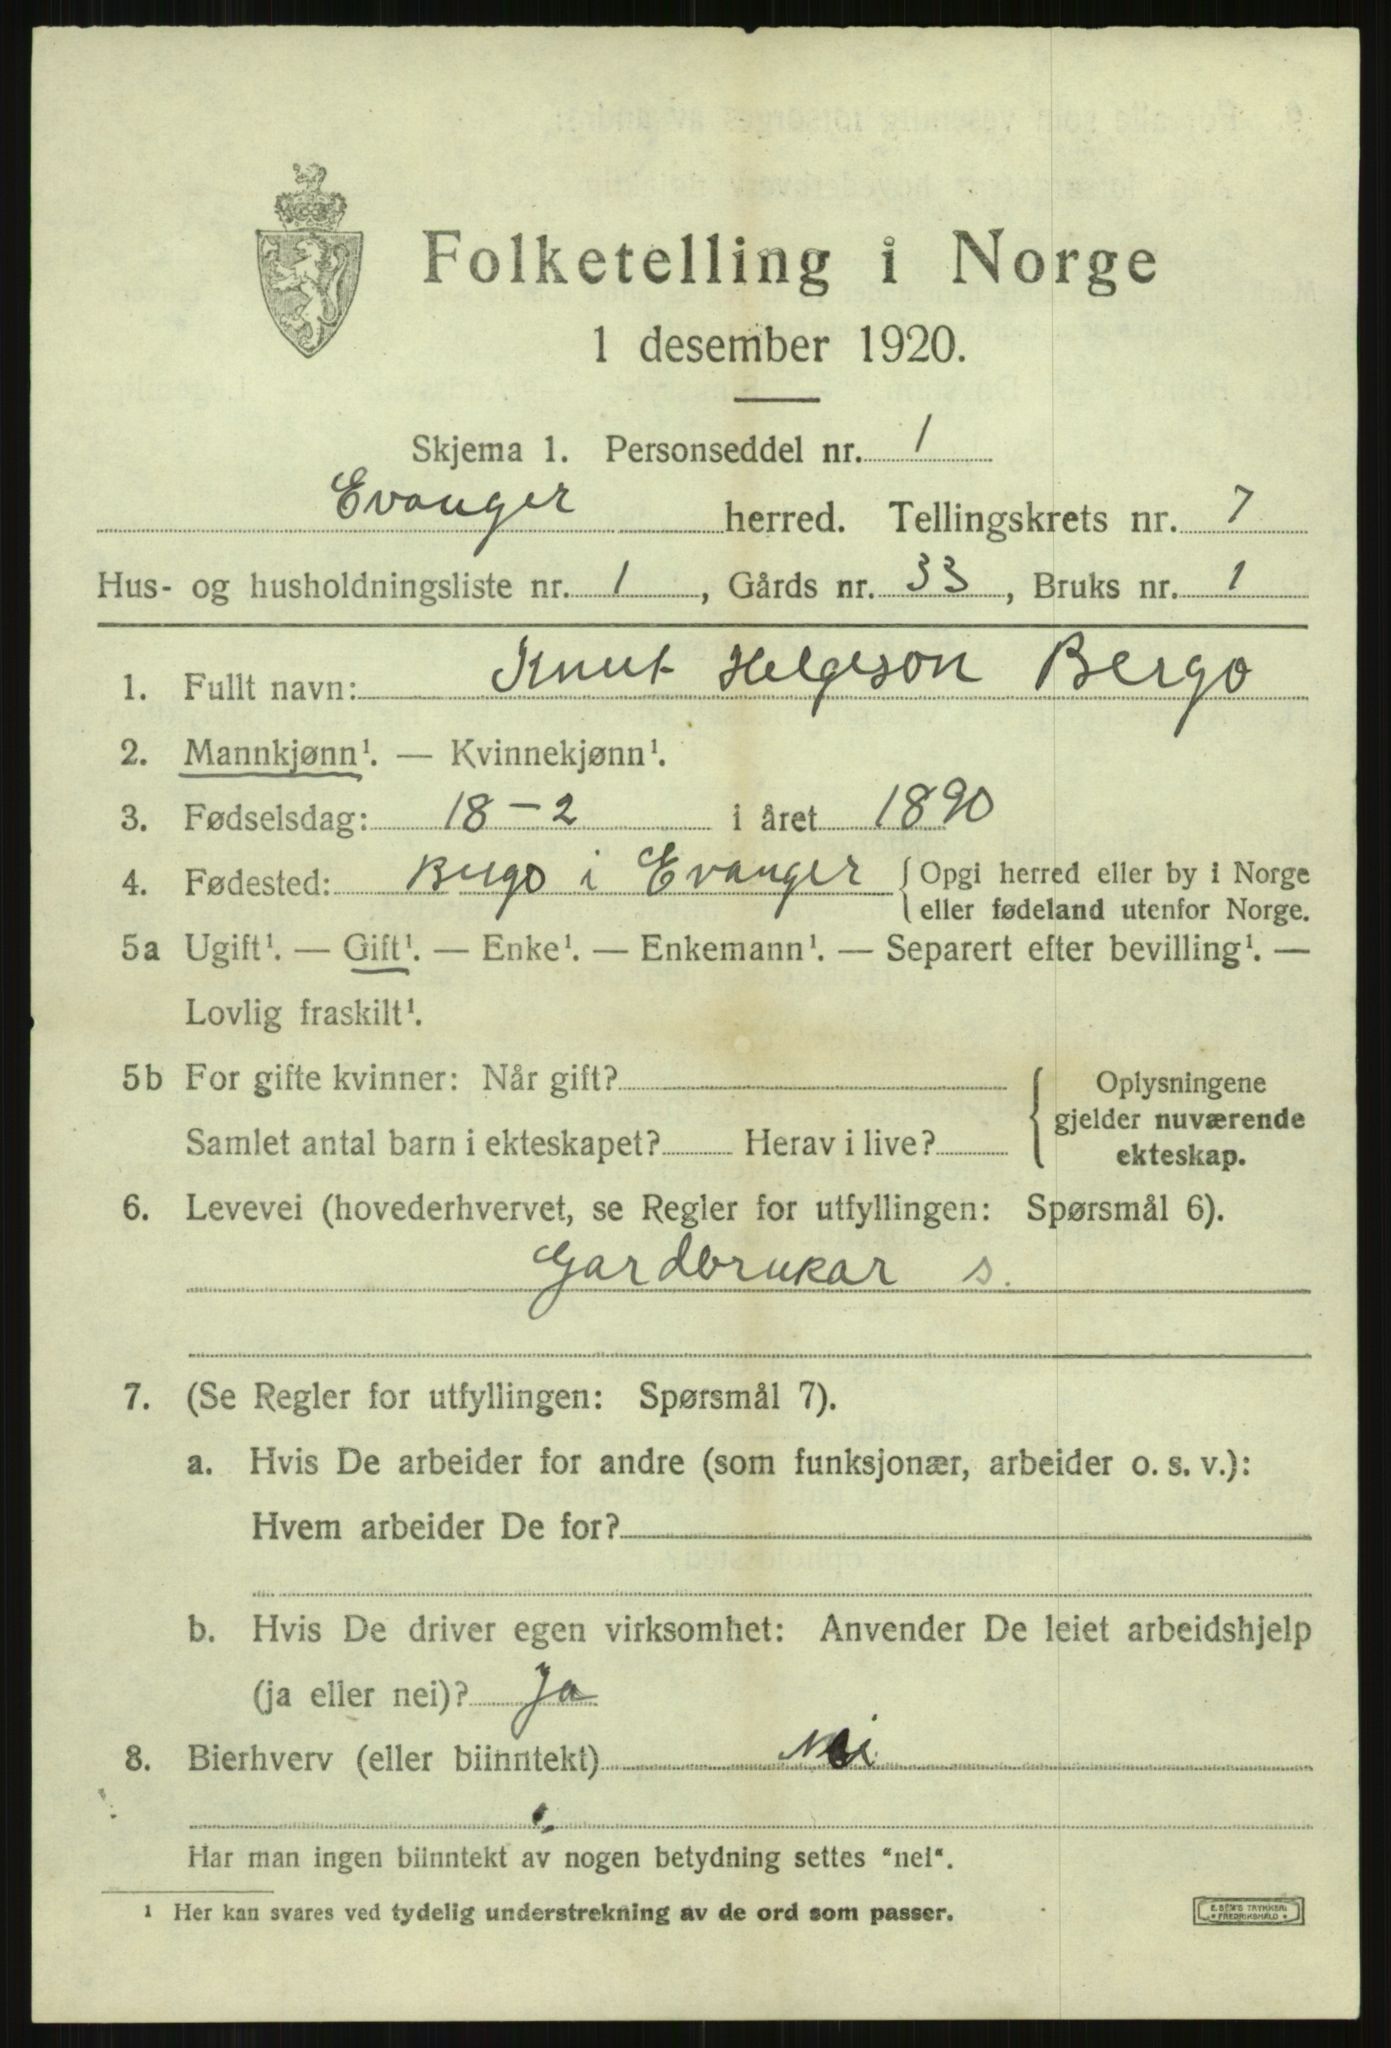 Folketelling i Norge
1 desember 1920.
Skjema 1. Personseddel nr. 1
Evanger herred. Tellingskrets nr. 7
Hus- og husholdningsliste nr. 1, Gårds nr. 33, Bruks nr. 1
1. Fullt navn: Knut Helgeson Bergo
2. Mannkjønn¹. — Kvinnekjønn¹.
3. Fødselsdag: 18-2 i året 1890
4. Fødested: Bergo i Evanger { Opgi herred eller by i Norge
eller fødeland utenfor Norge.
5a Ugift¹. — Gift¹. — Enke¹. — Enkemann¹. — Separert efter bevilling¹. —
Lovlig fraskilt¹.
5b For gifte kvinner: Når gift? Oplysningene
gjelder nuværende
Samlet antal barn i ekteskapet? Herav i live?
ekteskap.
6. Levevei (hovederhvervet, se Regler for utfyllingen: Spørsmål 6).
Gardbrukar s.
7. (Se Regler for utfyllingen: Spørsmål 7).
a. Hvis De arbeider for andre (som funksjonær, arbeider o. s. v.):
Hvem arbeider De for?
b. Hvis De driver egen virksomhet: Anvender De leiet arbeidshjelp
(ja eller nei)? Ja
8. Bierhverv (eller biinntekt) Nei
Har man ingen biinntekt av nogen betydning settes "nei".
¹ Her kan svares ved tydelig understrekning av de ord som passer.
E. SEM'S TRYKKERI
FREDRIKSHALD